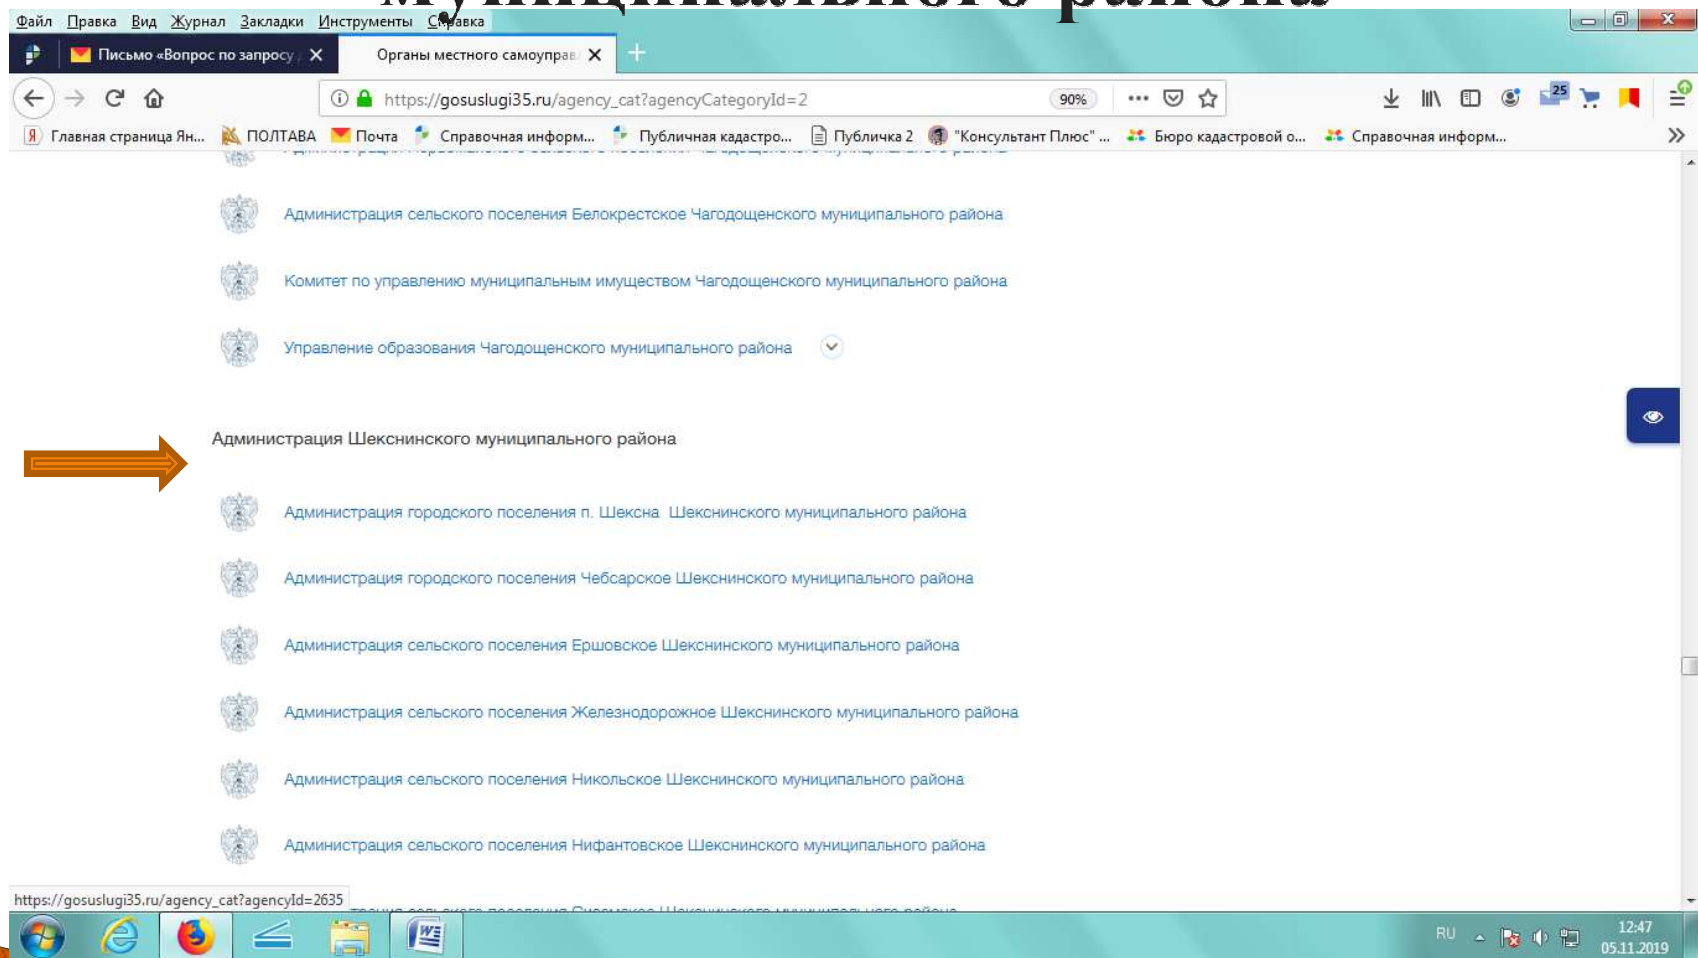 муниципального района
Файл Правка Вид Журнал Закладки Инструменты Справка
Письмо «Вопрос по запросу
Органы местного самоуправ
https://gosuslugi35.ru/agency_cat?agencyCategoryId=2
90%
25
Главная страница Ян... ПОЛТАВА Почта Справочная информ... Публичная кадастро... Публичка 2 "Консультант Плюс" ... Бюро кадастровой о... Справочная информ...
Администрация сельского поселения Белокрестское Чагодощенского муниципального района
Комитет по управлению муниципальным имуществом Чагодощенского муниципального района
Управление образования Чагодощенского муниципального района
Администрация Шекснинского муниципального района
Администрация городского поселения п. Шексна Шекснинского муниципального района
Администрация городского поселения Чебсарское Шекснинского муниципального района
Администрация сельского поселения Ершовское Шекснинского муниципального района
Администрация сельского поселения Железнодорожное Шекснинского муниципального района
Администрация сельского поселения Никольское Шекснинского муниципального района
Администрация сельского поселения Нифантовское Шекснинского муниципального района
https://gosuslugi35.ru/agency_cat?agencyId=2635
RU
12:47
05.11.2019